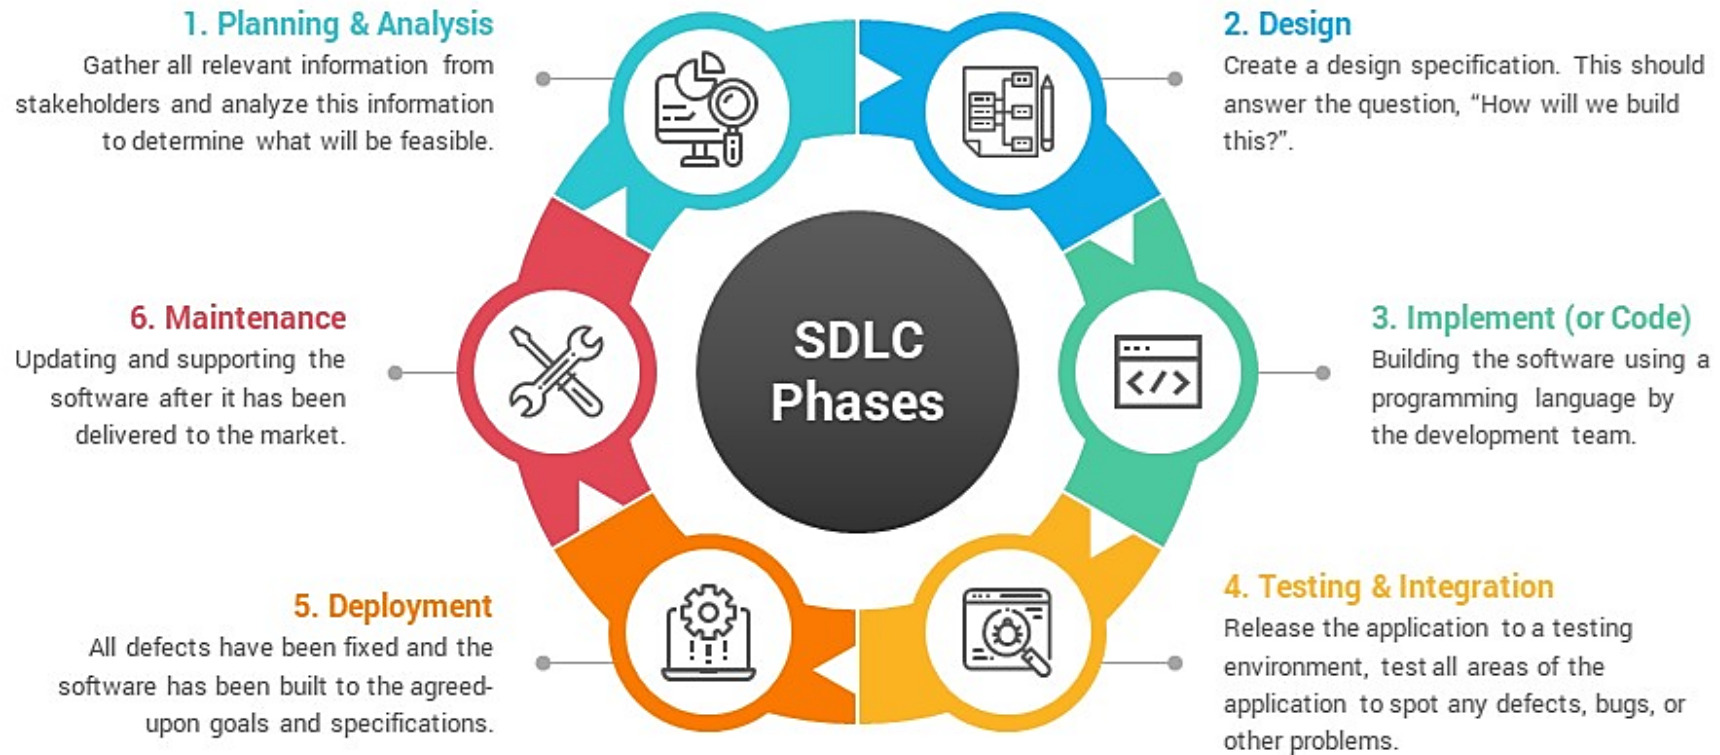 1. Planning & Analysis
Gather all relevant information from
stakeholders and analyze this information
to determine what will be feasible.
2. Design
Create a design specification. This should
answer the question, “How will we build
this?”.
3. Implement (or Code)
Building the software using a
programming language by
the development team.
4. Testing & Integration
Release the application to a testing
environment, test all areas of the
application to spot any defects, bugs, or
other problems.
5. Deployment
All defects have been fixed and the
software has been built to the agreed-
upon goals and specifications.
6. Maintenance
Updating and supporting the
software after it has been
delivered to the market.
SDLC
Phases